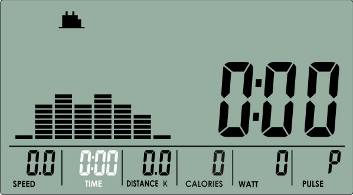 0:00
0.0 0:00 0.0 0 0 P
SPEED TIME DISTANCE K CALORIES WATT PULSE